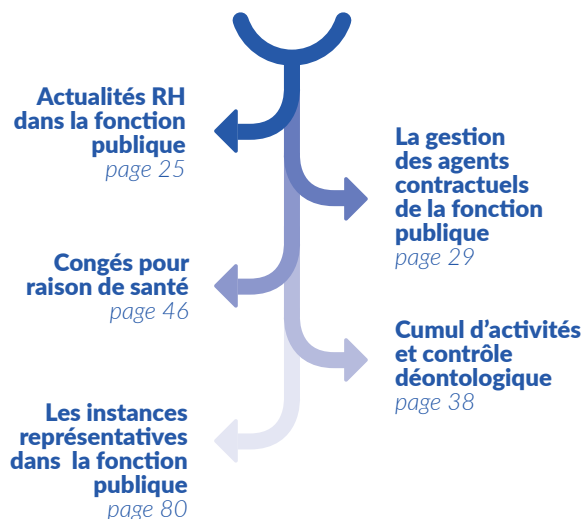 Actualités RH
dans la fonction
publique
page 25
La gestion
des agents
contractuels
de la fonction
publique
page 29
Congés pour
raison de santé
page 46
Cumul d’activités
et contrôle
déontologique
page 38
Les instances
représentatives
dans  la fonction
publique
page 80